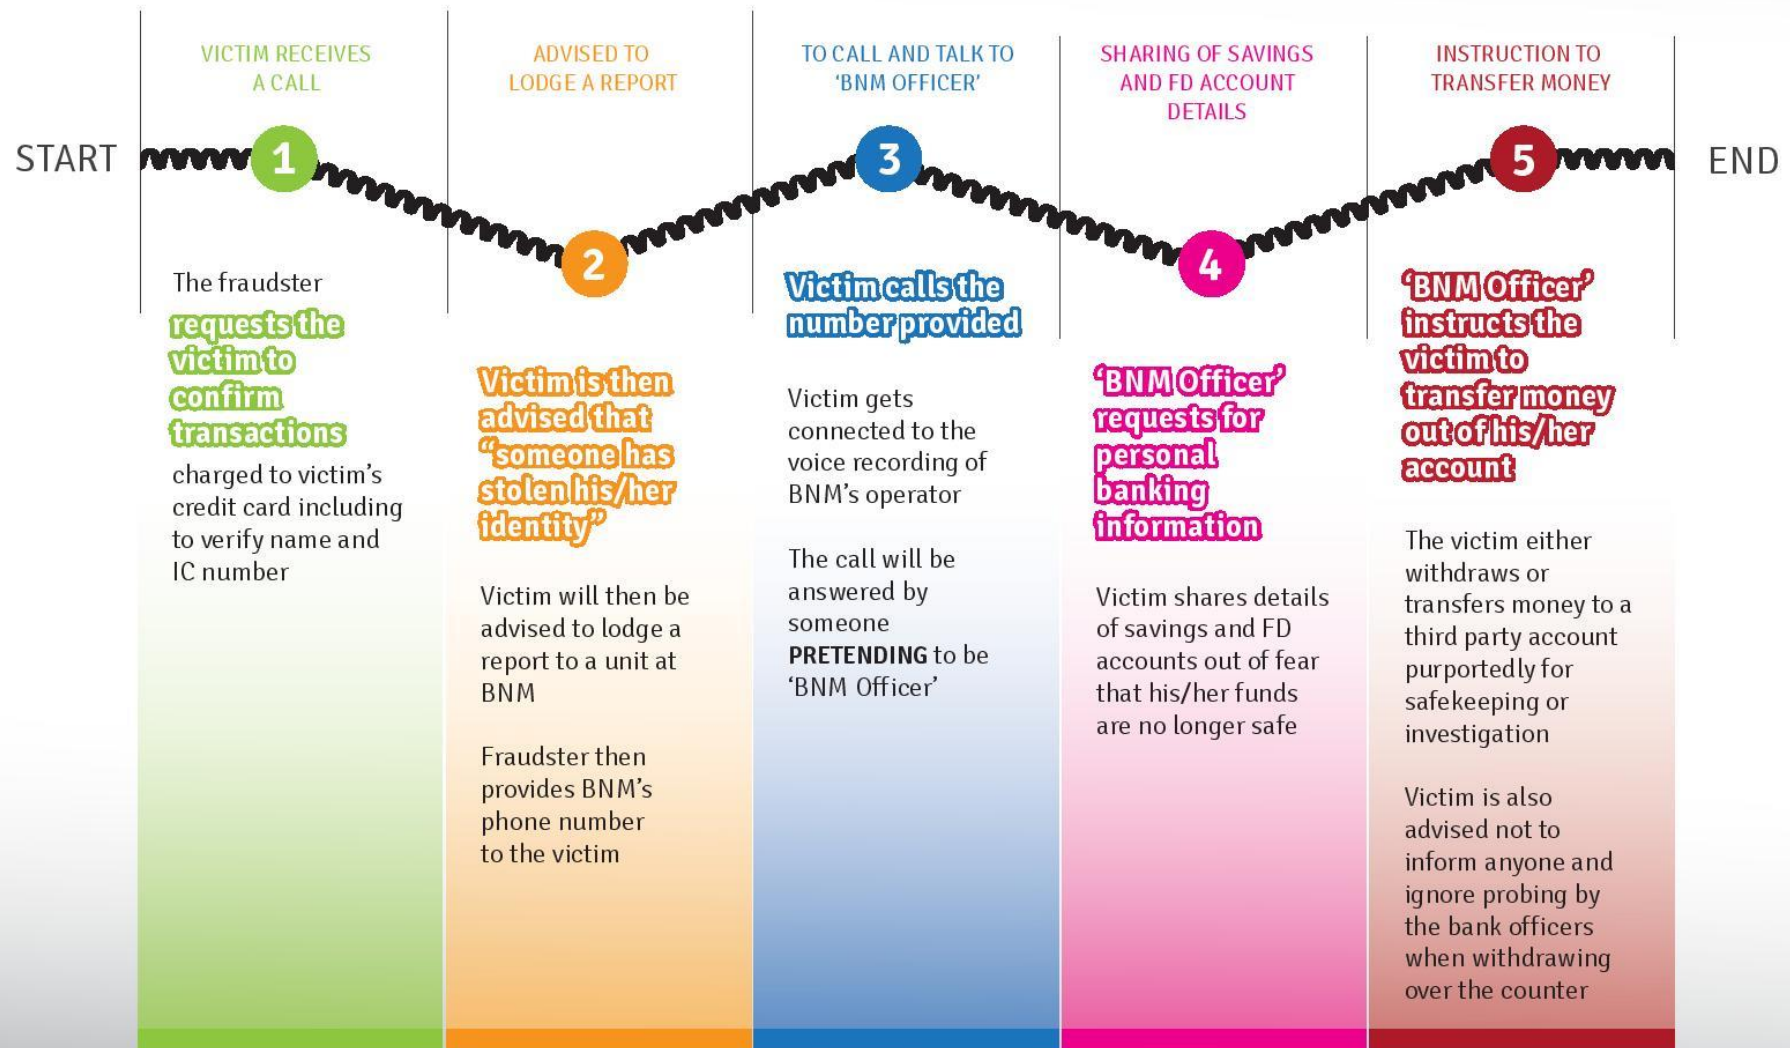 START
VICTIM RECEIVES
A CALL
1
The fraudster
requests the
victim to
confirm
transactions
charged to victim's
credit card including
to verify name and
IC number
ADVISED TO
LODGE A REPORT
2
Victim is then
advised that
"someone has
stolen his/her
identity"
Victim will then be
advised to lodge a
report to a unit at
BNM
Fraudster then
provides BNM's
phone number
to the victim
TO CALL AND TALK TO
'BNM OFFICER'
3
Victim calls the
number provided
Victim gets
connected to the
voice recording of
BNM's operator
The call will be
answered by
someone
PRETENDING to be
'BNM Officer'
SHARING OF SAVINGS
AND FD ACCOUNT
DETAILS
4
'BNM Officer'
requests for
personal
banking
information
Victim shares details
of savings and FD
accounts out of fear
that his/her funds
are no longer safe
INSTRUCTION TO
TRANSFER MONEY
5
'BNM Officer'
instructs the
victim to
transfer money
out of his/her
account
The victim either
withdraws or
transfers money to a
third party account
purportedly for
safekeeping or
investigation
Victim is also
advised not to
inform anyone and
ignore probing by
the bank officers
when withdrawing
over the counter
END